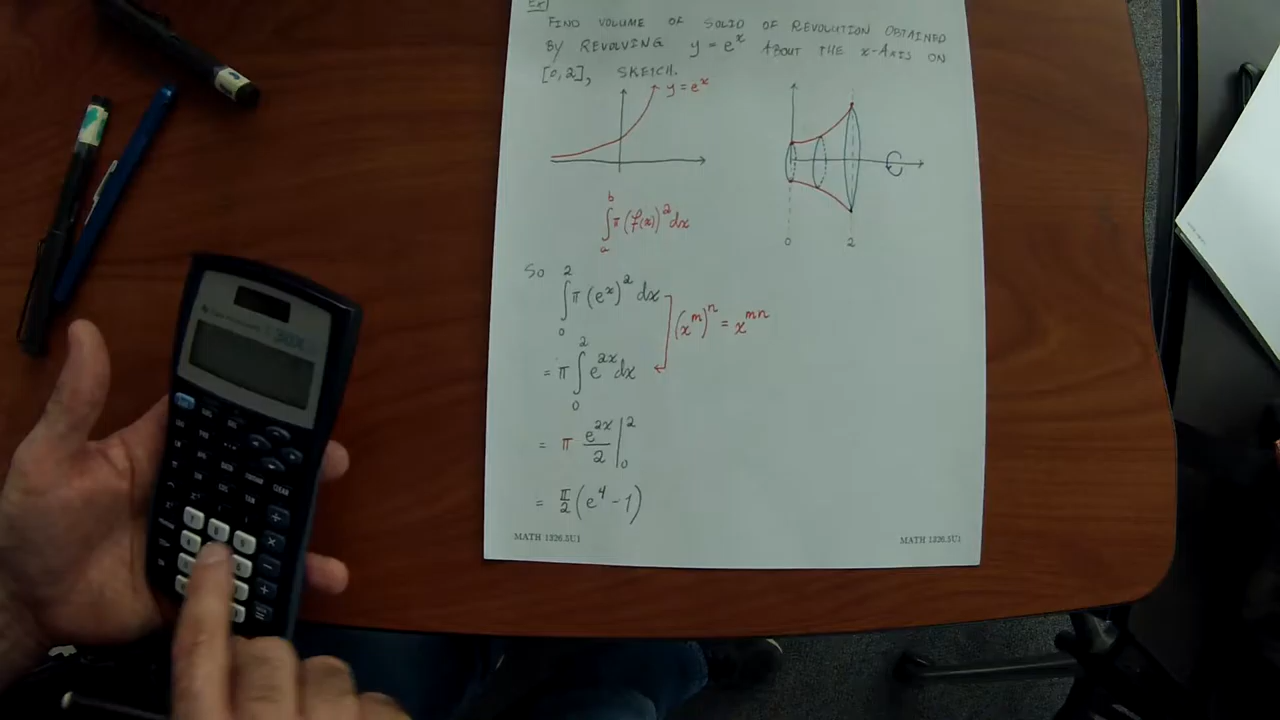 Ex)
FIND VOLUME OF SOLID OF REVOLUTION OBTAINED
BY REVOLVING y = e^x ABOUT THE x-AXIS ON
[0,2], SKETCH.
y = e^x
0 2
∫_a^b π(f(x))^2 dx
So ∫_0^2 π(e^x)^2 dx
(x^m)^n = x^{mn}
= π ∫_0^2 e^{2x} dx
= π e^{2x}/2 |_0^2
= π/2 (e^4 - 1)
MATH 1326.5U1 MATH 1326.5U1